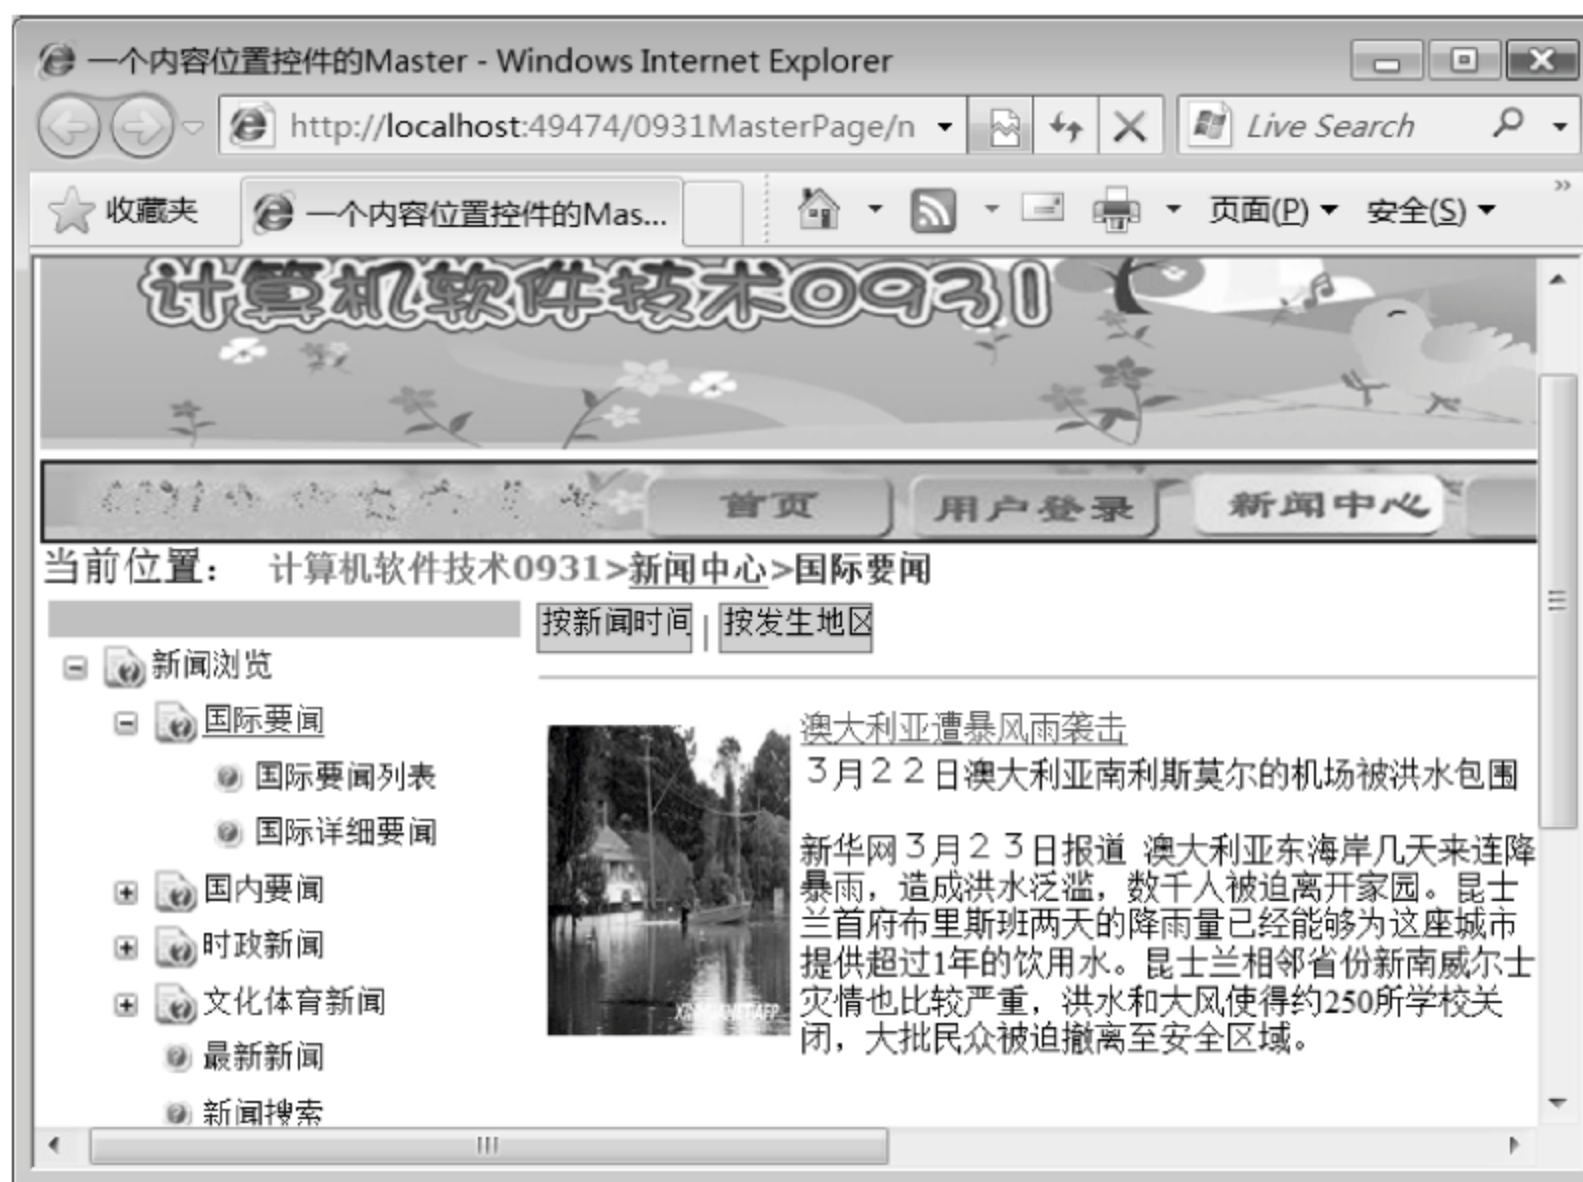 一个内容位置控件的Master - Windows Internet Explorer
http://localhost:49474/0931MasterPage/n
Live Search
收藏夹
一个内容位置控件的Mas...
页面(P)
安全(S)
»
计算机软件技术0931
首页
用户登录
新闻中心
当前位置： 计算机软件技术0931>新闻中心>国际要闻
按新闻时间 | 按发生地区
新闻浏览
国际要闻
国际要闻列表
国际详细要闻
国内要闻
时政新闻
文化体育新闻
最新新闻
新闻搜索
澳大利亚遭暴风雨袭击
３月２２日澳大利亚南利斯莫尔的机场被洪水包围
新华网３月２３日报道 澳大利亚东海岸几天来连降
暴雨，造成洪水泛滥，数千人被迫离开家园。昆士
兰首府布里斯班两天的降雨量已经能够为这座城市
提供超过1年的饮用水。昆士兰相邻省份新南威尔士
灾情也比较严重，洪水和大风使得约250所学校关
闭，大批民众被迫撤离至安全区域。